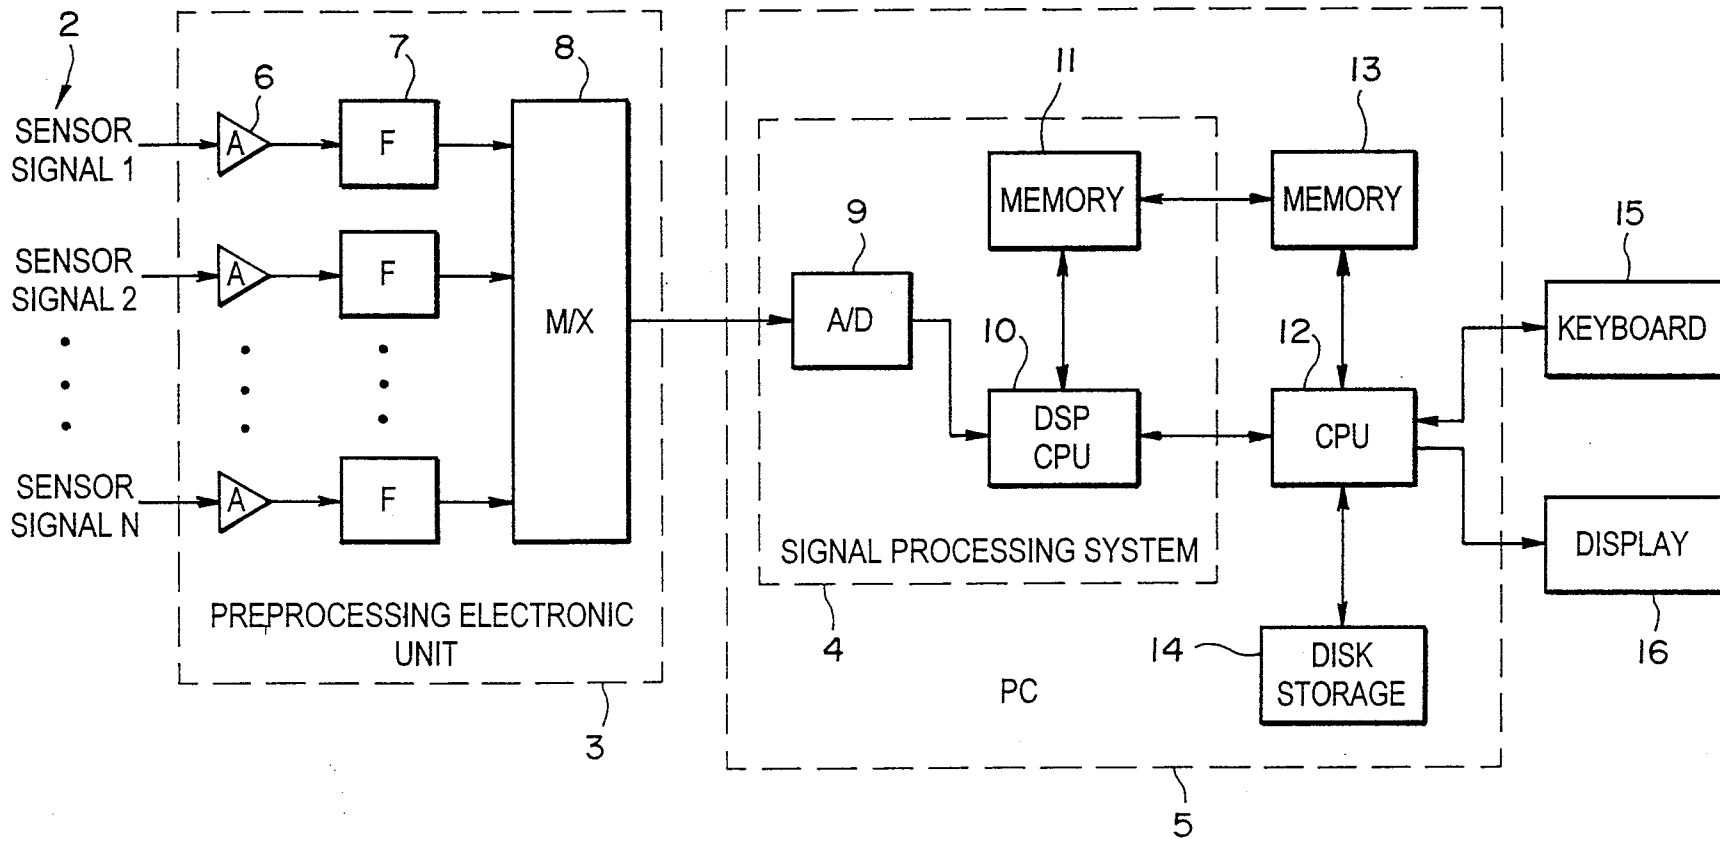 2
SENSOR
SIGNAL 1
SENSOR
SIGNAL 2
SENSOR
SIGNAL N
6
7
8
A
F
A
F
A
F
M/X
PREPROCESSING ELECTRONIC
UNIT
3
9
A/D
11
MEMORY
10
DSP
CPU
SIGNAL PROCESSING SYSTEM
4
13
MEMORY
12
CPU
14
DISK
STORAGE
PC
5
15
KEYBOARD
DISPLAY
16